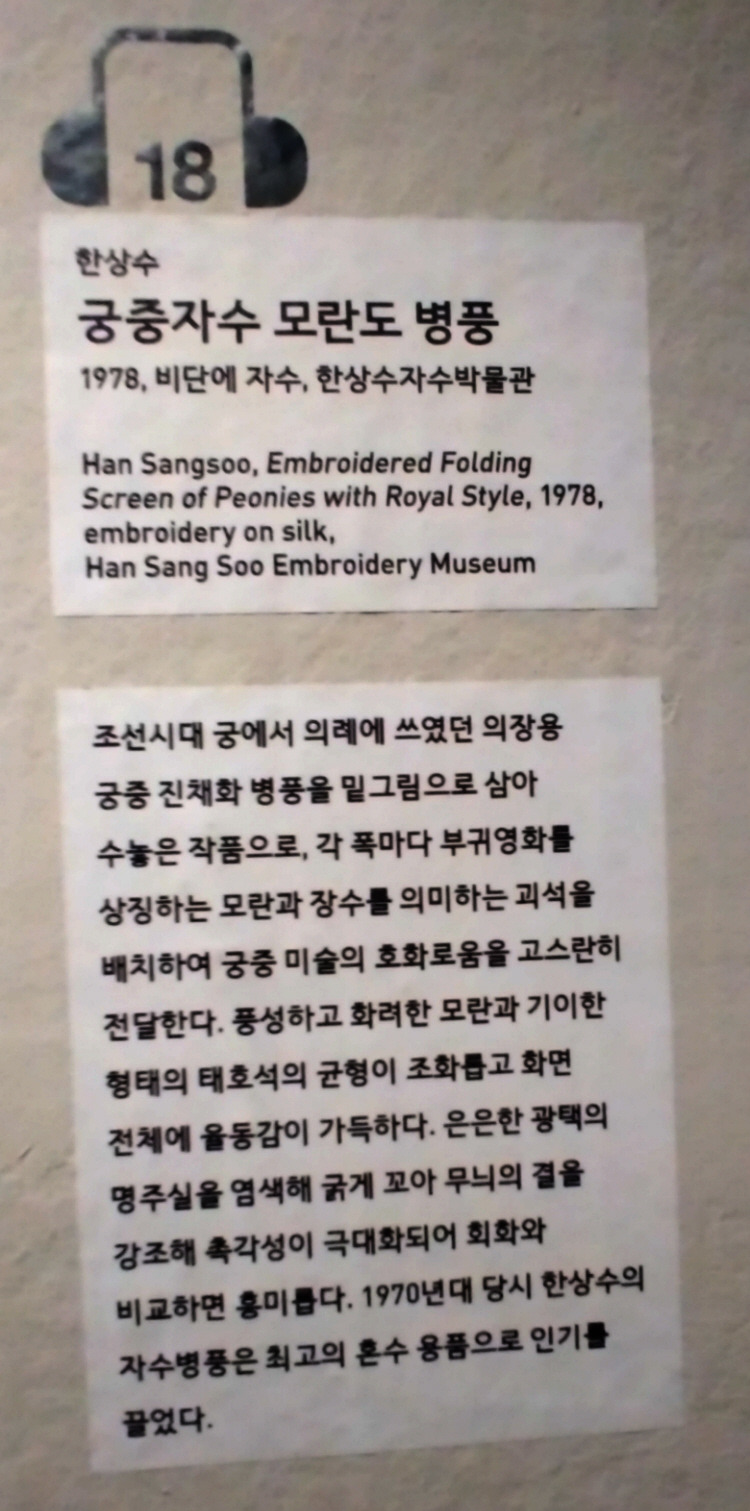 18
한상수
궁중자수 모란도 병풍
1978, 비단에 자수, 한상수자수박물관
Han Sangsoo, Embroidered Folding
Screen of Peonies with Royal Style, 1978,
embroidery on silk,
Han Sang Soo Embroidery Museum
조선시대 궁에서 의례에 쓰였던 의장용
궁중 진채화 병풍을 밑그림으로 삼아
수놓은 작품으로, 각 폭마다 부귀영화를
상징하는 모란과 장수를 의미하는 괴석을
배치하여 궁중 미술의 호화로움을 고스란히
전달한다. 풍성하고 화려한 모란과 기이한
형태의 태호석의 균형이 조화롭고 화면
전체에 율동감이 가득하다. 은은한 광택의
명주실을 염색해 굵게 꼬아 무늬의 결을
강조해 촉각성이 극대화되어 회화와
비교하면 흥미롭다. 1970년대 당시 한상수의
자수병풍은 최고의 혼수 용품으로 인기를
끌었다.